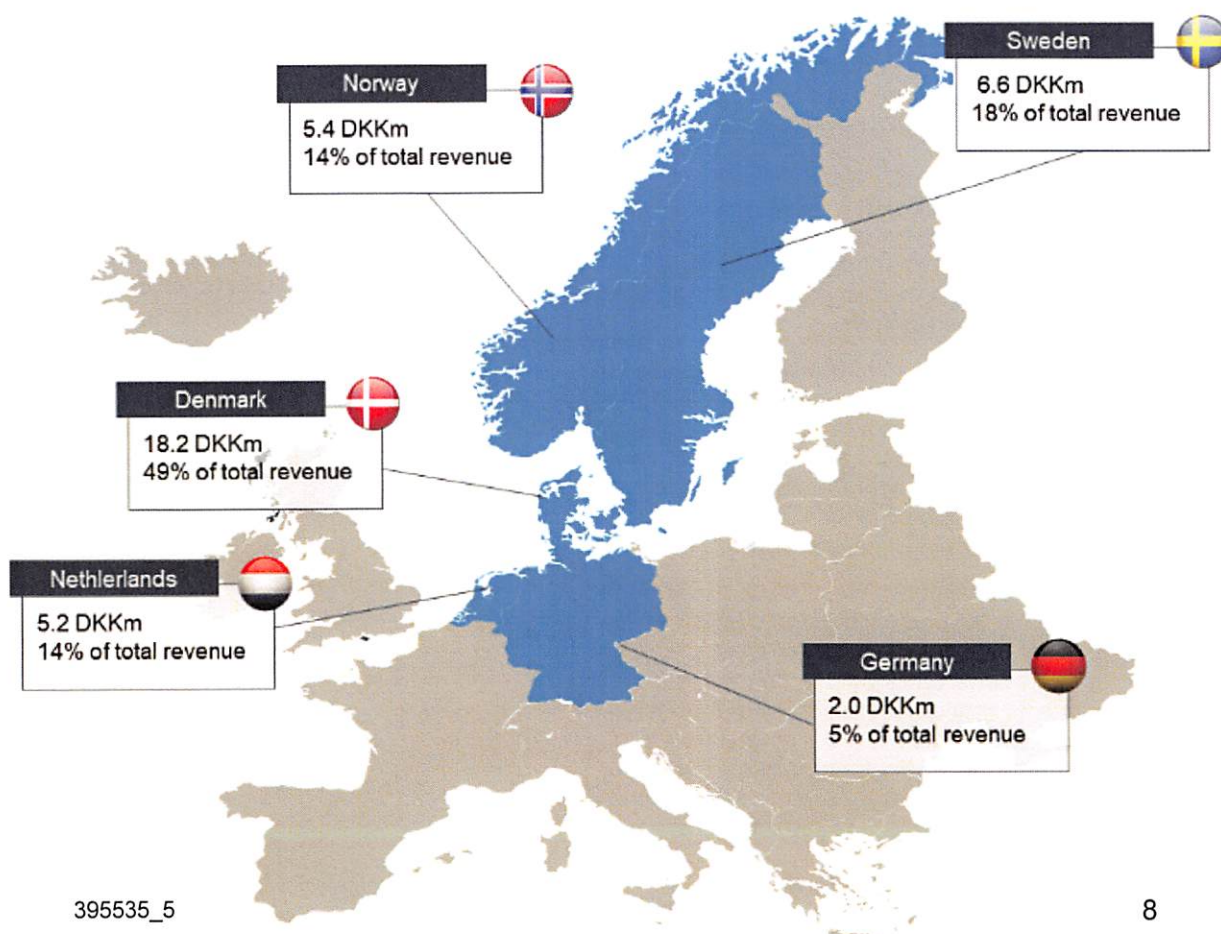 Sweden
6.6 DKKm
18% of total revenue
Norway
5.4 DKKm
14% of total revenue
Denmark
18.2 DKKm
49% of total revenue
Nethlerlands
5.2 DKKm
14% of total revenue
Germany
2.0 DKKm
5% of total revenue
395535_5
8